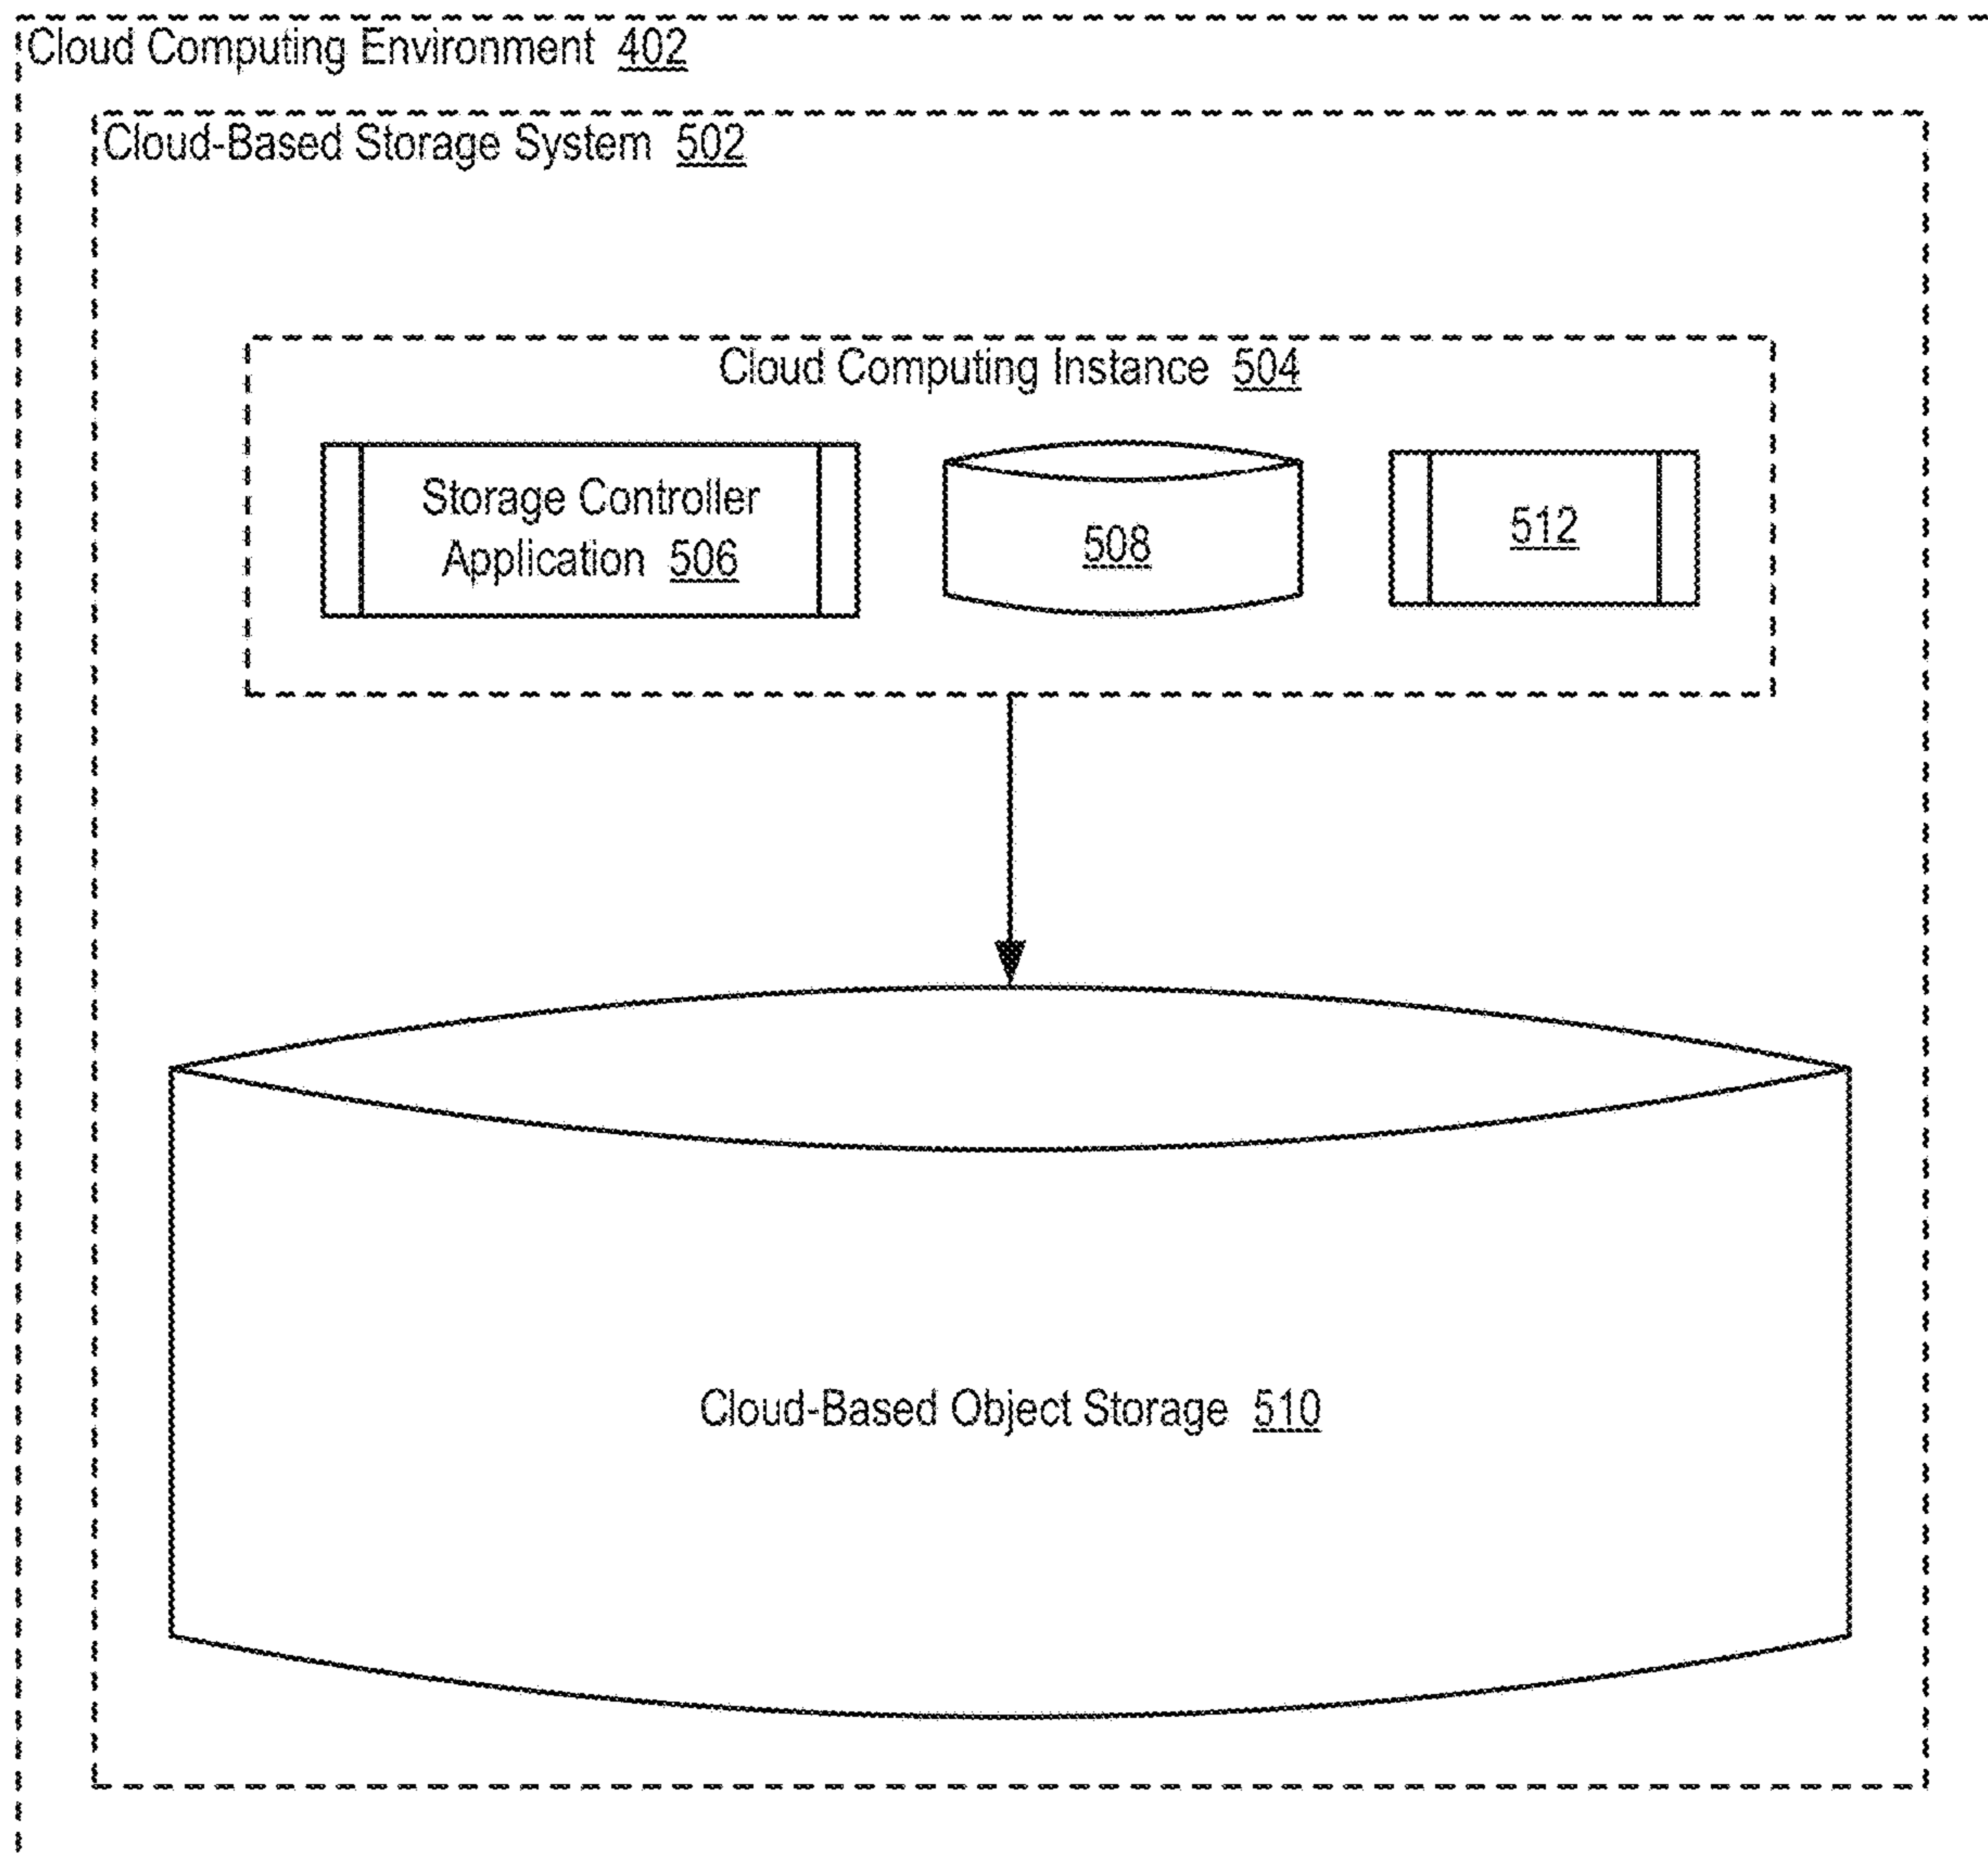 Cloud Computing Environment 402
Cloud-Based Storage System 502
Cloud Computing Instance 504
Storage Controller
Application 506
508
512
Cloud-Based Object Storage 510